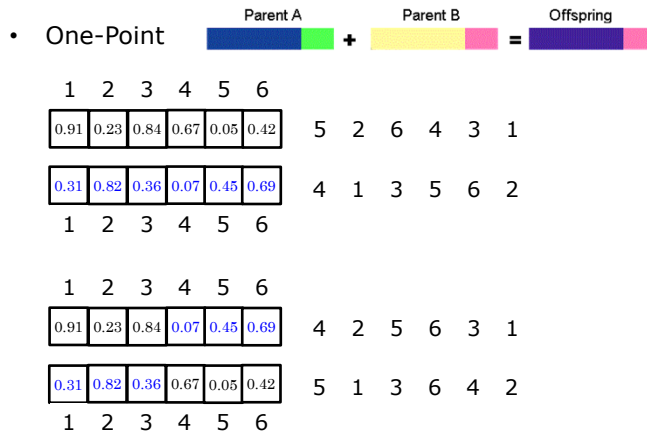 Parent A Parent B Offspring
• One-Point + =
1 2 3 4 5 6
0.91 0.23 0.84 0.67 0.05 0.42 5 2 6 4 3 1
0.31 0.82 0.36 0.07 0.45 0.69 4 1 3 5 6 2
1 2 3 4 5 6
1 2 3 4 5 6
0.91 0.23 0.84 0.07 0.45 0.69 4 2 5 6 3 1
0.31 0.82 0.36 0.67 0.05 0.42 5 1 3 6 4 2
1 2 3 4 5 6